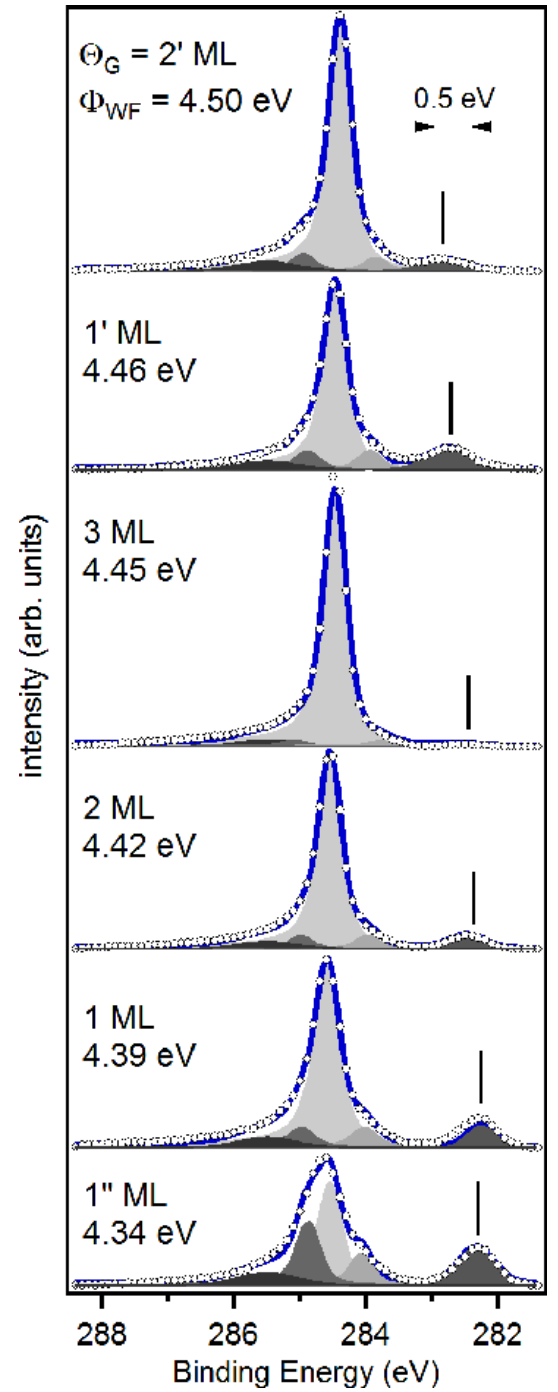 Θ_G = 2' ML
Φ_WF = 4.50 eV
0.5 eV
1' ML
4.46 eV
3 ML
4.45 eV
2 ML
4.42 eV
1 ML
4.39 eV
1" ML
4.34 eV
intensity (arb. units)
288 286 284 282
Binding Energy (eV)